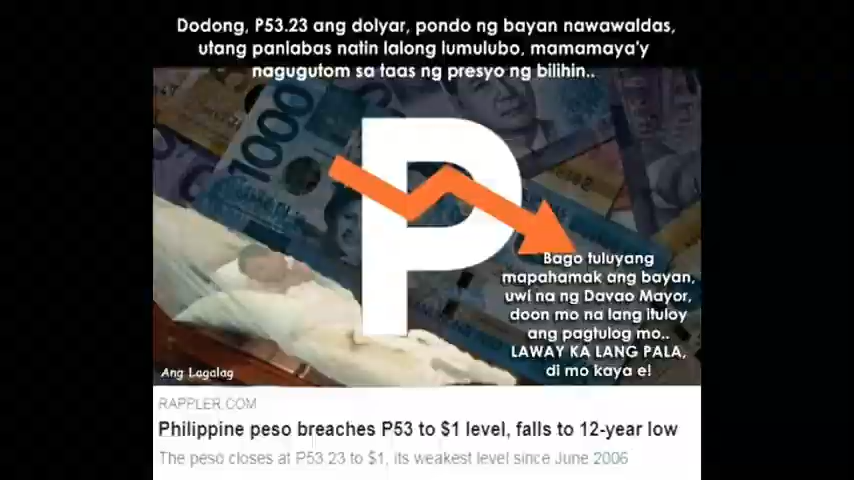 Dodong, P53.23 ang dolyar, pondo ng bayan nawawaldas,
utang panlabas natin lalong lumulubo, mamamaya'y
nagugutom sa taas ng presyo ng bilihin..
1000
P
Bago tuluyang
mapahamak ang bayan,
uwi na ng Davao Mayor,
doon mo na lang ituloy
ang pagtulog mo..
LAWAY KA LANG PALA,
di mo kaya e!
Ang Lagalag
RAPPLER.COM
Philippine peso breaches P53 to $1 level, falls to 12-year low
The peso closes at P53 23 to $1, its weakest level since June 2006